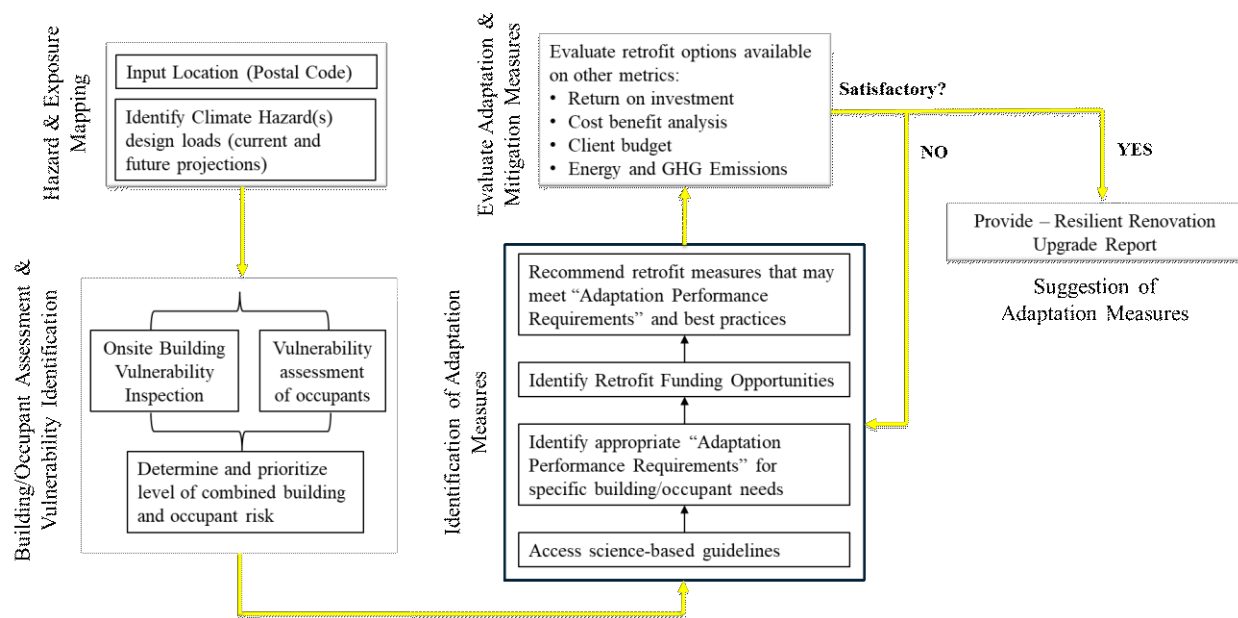 Hazard & Exposure
Mapping
Input Location (Postal Code)
Identify Climate Hazard(s)
design loads (current and
future projections)
Building/Occupant Assessment &
Vulnerability Identification
Onsite Building
Vulnerability
Inspection
Vulnerability
assessment
of occupants
Determine and prioritize
level of combined building
and occupant risk
Identification of Adaptation
Measures
Recommend retrofit measures that may
meet “Adaptation Performance
Requirements” and best practices
Identify Retrofit Funding Opportunities
Identify appropriate “Adaptation
Performance Requirements” for
specific building/occupant needs
Access science-based guidelines
Evaluate Adaptation &
Mitigation Measures
Evaluate retrofit options available
on other metrics:
• Return on investment
• Cost benefit analysis
• Client budget
• Energy and GHG Emissions
Satisfactory?
NO
YES
Provide – Resilient Renovation
Upgrade Report
Suggestion of
Adaptation Measures